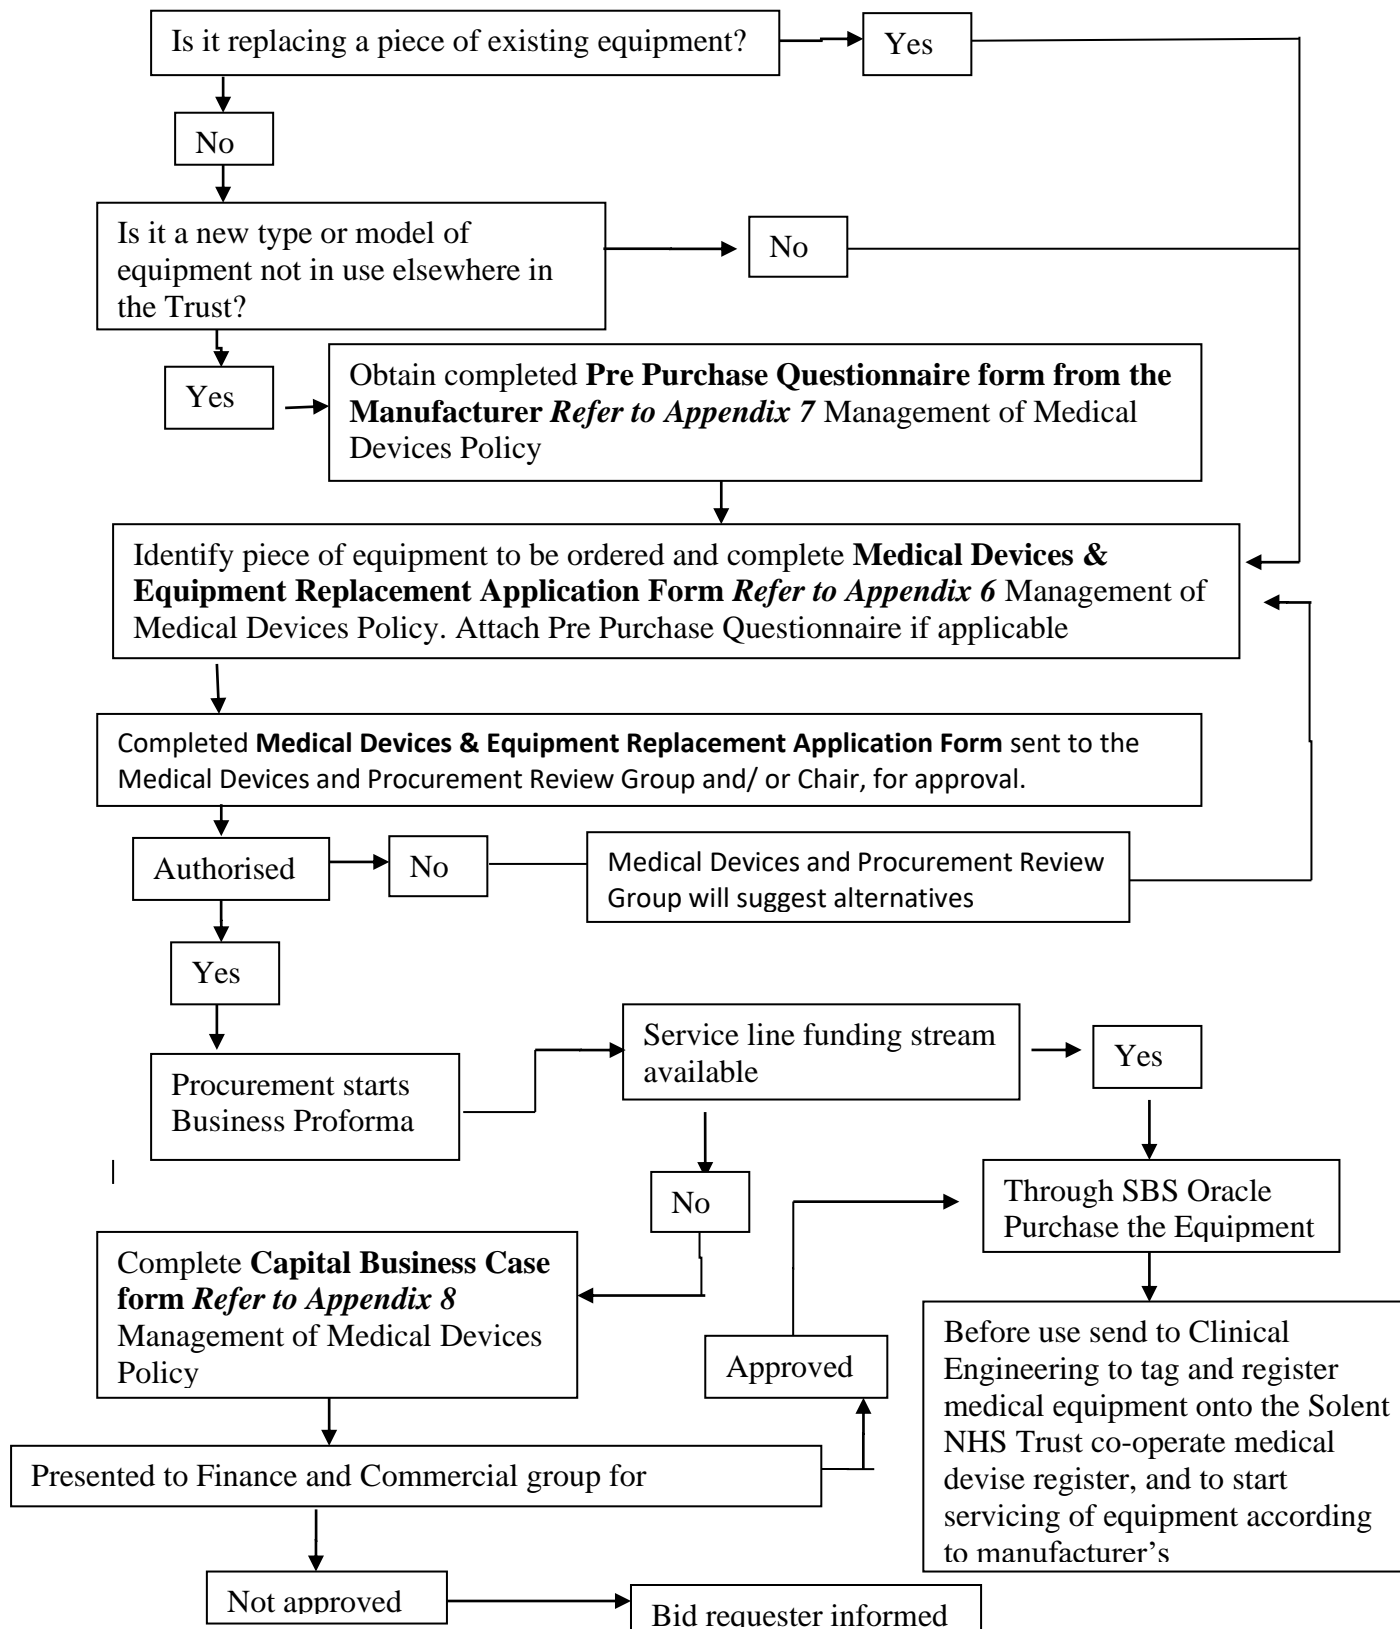 Is it replacing a piece of existing equipment?
Yes
No
Is it a new type or model of
equipment not in use elsewhere in
the Trust?
No
Yes
Obtain completed Pre Purchase Questionnaire form from the
Manufacturer Refer to Appendix 7 Management of Medical
Devices Policy
Identify piece of equipment to be ordered and complete Medical Devices &
Equipment Replacement Application Form Refer to Appendix 6 Management of
Medical Devices Policy. Attach Pre Purchase Questionnaire if applicable
Completed Medical Devices & Equipment Replacement Application Form sent to the
Medical Devices and Procurement Review Group and/ or Chair, for approval.
Authorised
No
Medical Devices and Procurement Review
Group will suggest alternatives
Yes
Procurement starts
Business Proforma
Service line funding stream
available
Yes
No
Through SBS Oracle
Purchase the Equipment
Complete Capital Business Case
form Refer to Appendix 8
Management of Medical Devices
Policy
Approved
Before use send to Clinical
Engineering to tag and register
medical equipment onto the Solent
NHS Trust co-operate medical
devise register, and to start
servicing of equipment according
to manufacturer's
Presented to Finance and Commercial group for
Not approved
Bid requester informed